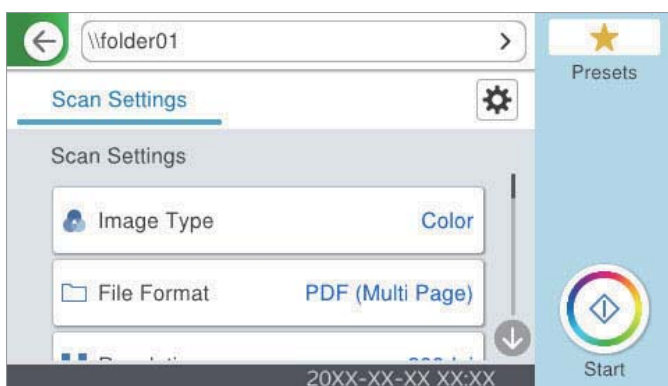 \\folder01
Presets
Scan Settings
Scan Settings
Image Type
Color
File Format
PDF (Multi Page)
20XX-XX-XX XX:XX
Start